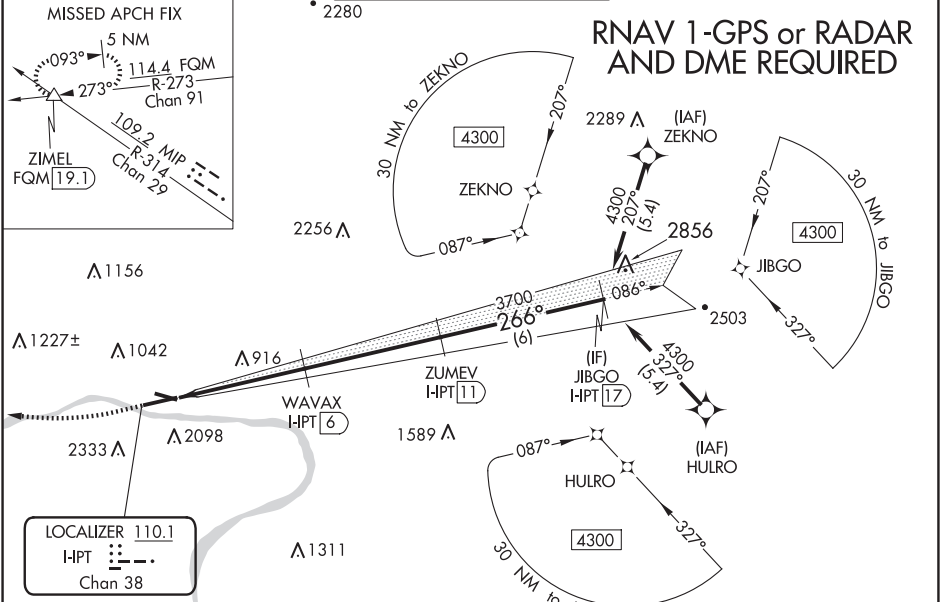 MISSED APCH FIX
5 NM
093°
273°
114.4 FQM
R-273
Chan 91
109.2 MIP
R-314
Chan 29
ZIMEL
FQM 19.1
2280
RNAV 1-GPS or RADAR
AND DME REQUIRED
30 NM to ZEKNO
4300
207°
ZEKNO
087°
2289
(IAF)
ZEKNO
4300
207°
(5.4)
2856
207°
4300
30 NM to JIBGO
JIBGO
327°
2256
1156
1227±
1042
916
3700
266°
(6)
086°
2503
WAVAX
I-IPT 6
ZUMEV
I-IPT 11
(IF)
JIBGO
I-IPT 17
4300
327°
(5.4)
(IAF)
HULRO
2333
2098
1589
087°
HULRO
327°
4300
30 NM to
1311
LOCALIZER 110.1
I-IPT
Chan 38